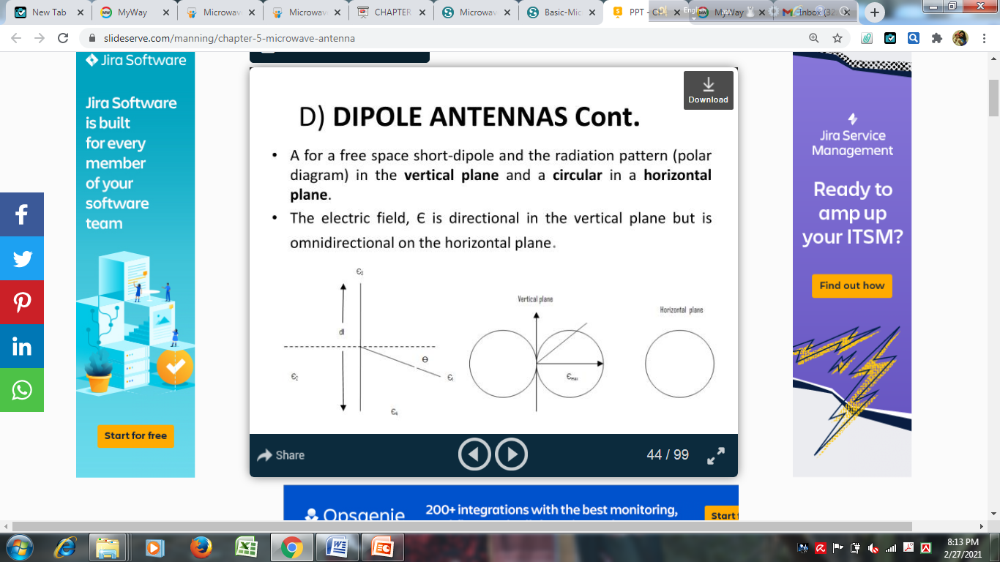 New Tab
MyWay
Microwav
Microwav
CHAPTER
Microwav
Basic-Mic
PPT - CH
English
MyWay
Inbox (32
slideserve.com/manning/chapter-5-microwave-antenna
Jira Software
Jira Software
is built
for every
member
of your
software
team
Start for free
Download
D) DIPOLE ANTENNAS Cont.
• A for a free space short-dipole and the radiation pattern (polar
diagram) in the vertical plane and a circular in a horizontal
plane.
• The electric field, Є is directional in the vertical plane but is
omnidirectional on the horizontal plane.
Є3
dl
Є2
ϴ
Є1
Є4
Vertical plane
Єmax
Horizontal plane
Share
44 / 99
Jira Service
Management
Ready to
amp up
your ITSM?
Find out how
Opsgenie
200+ integrations with the best monitoring,
Start
8:13 PM
2/27/2021